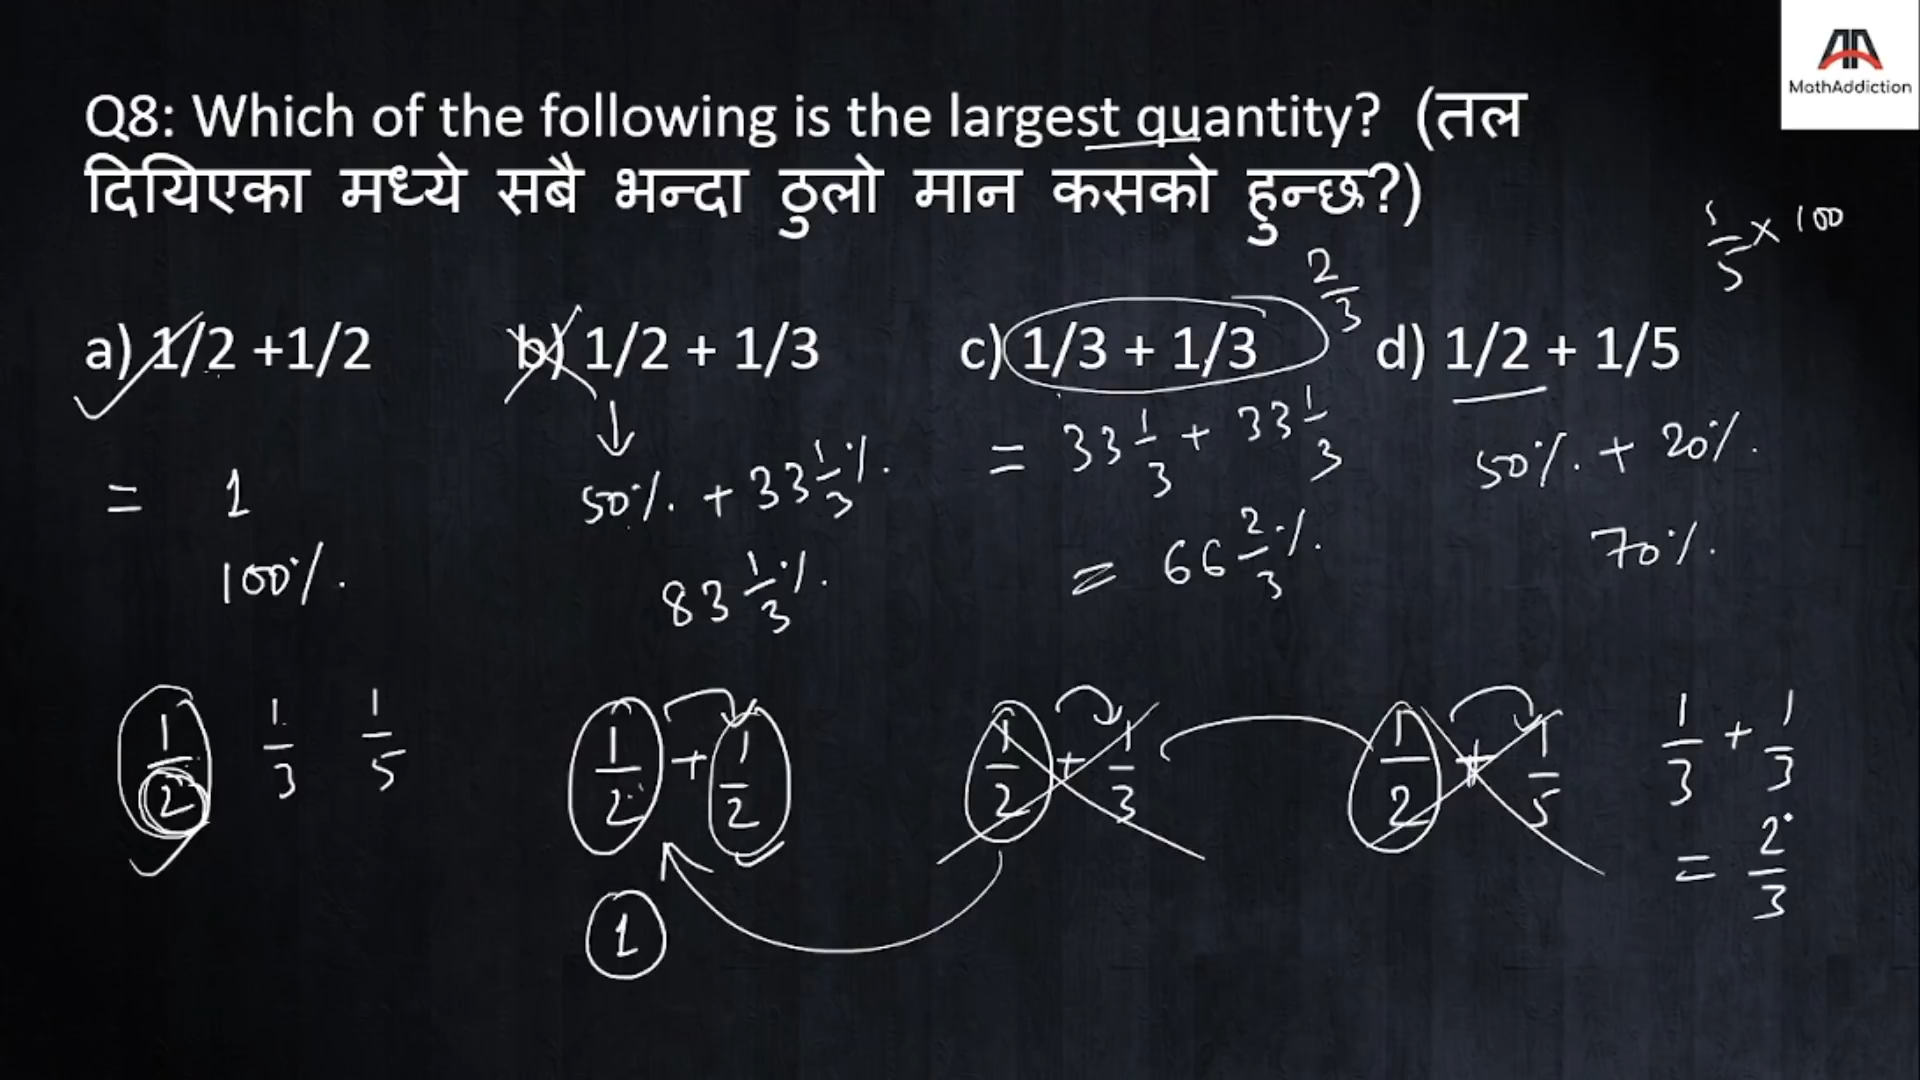 MathAddiction
Q8: Which of the following is the largest quantity? (तल
दियिएका मध्ये सबै भन्दा ठुलो मान कसको हुन्छ?)
1/5 × 100
2/3
a) 1/2 +1/2 b) 1/2 + 1/3 c) 1/3 + 1/3 d) 1/2 + 1/5
= 1 50% + 33 1/3 %. = 33 1/3 + 33 1/3 50%. + 20%.
100%. 83 1/3 %. = 66 2/3 %. 70%.
1/2 1/3 1/5 1/2 + 1/2 1/2 + 1/3 1/2 + 1/5 1/3 + 1/3
= 2/3
1